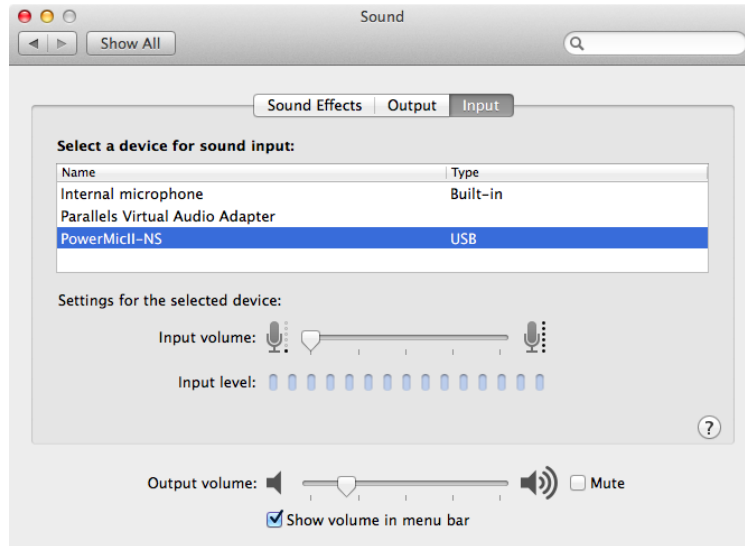 Sound
Show All
Sound Effects Output Input
Select a device for sound input:
Name Type
Internal microphone Built-in
Parallels Virtual Audio Adapter
PowerMicII-NS USB
Settings for the selected device:
Input volume:
Input level:
?
Output volume: Mute
Show volume in menu bar